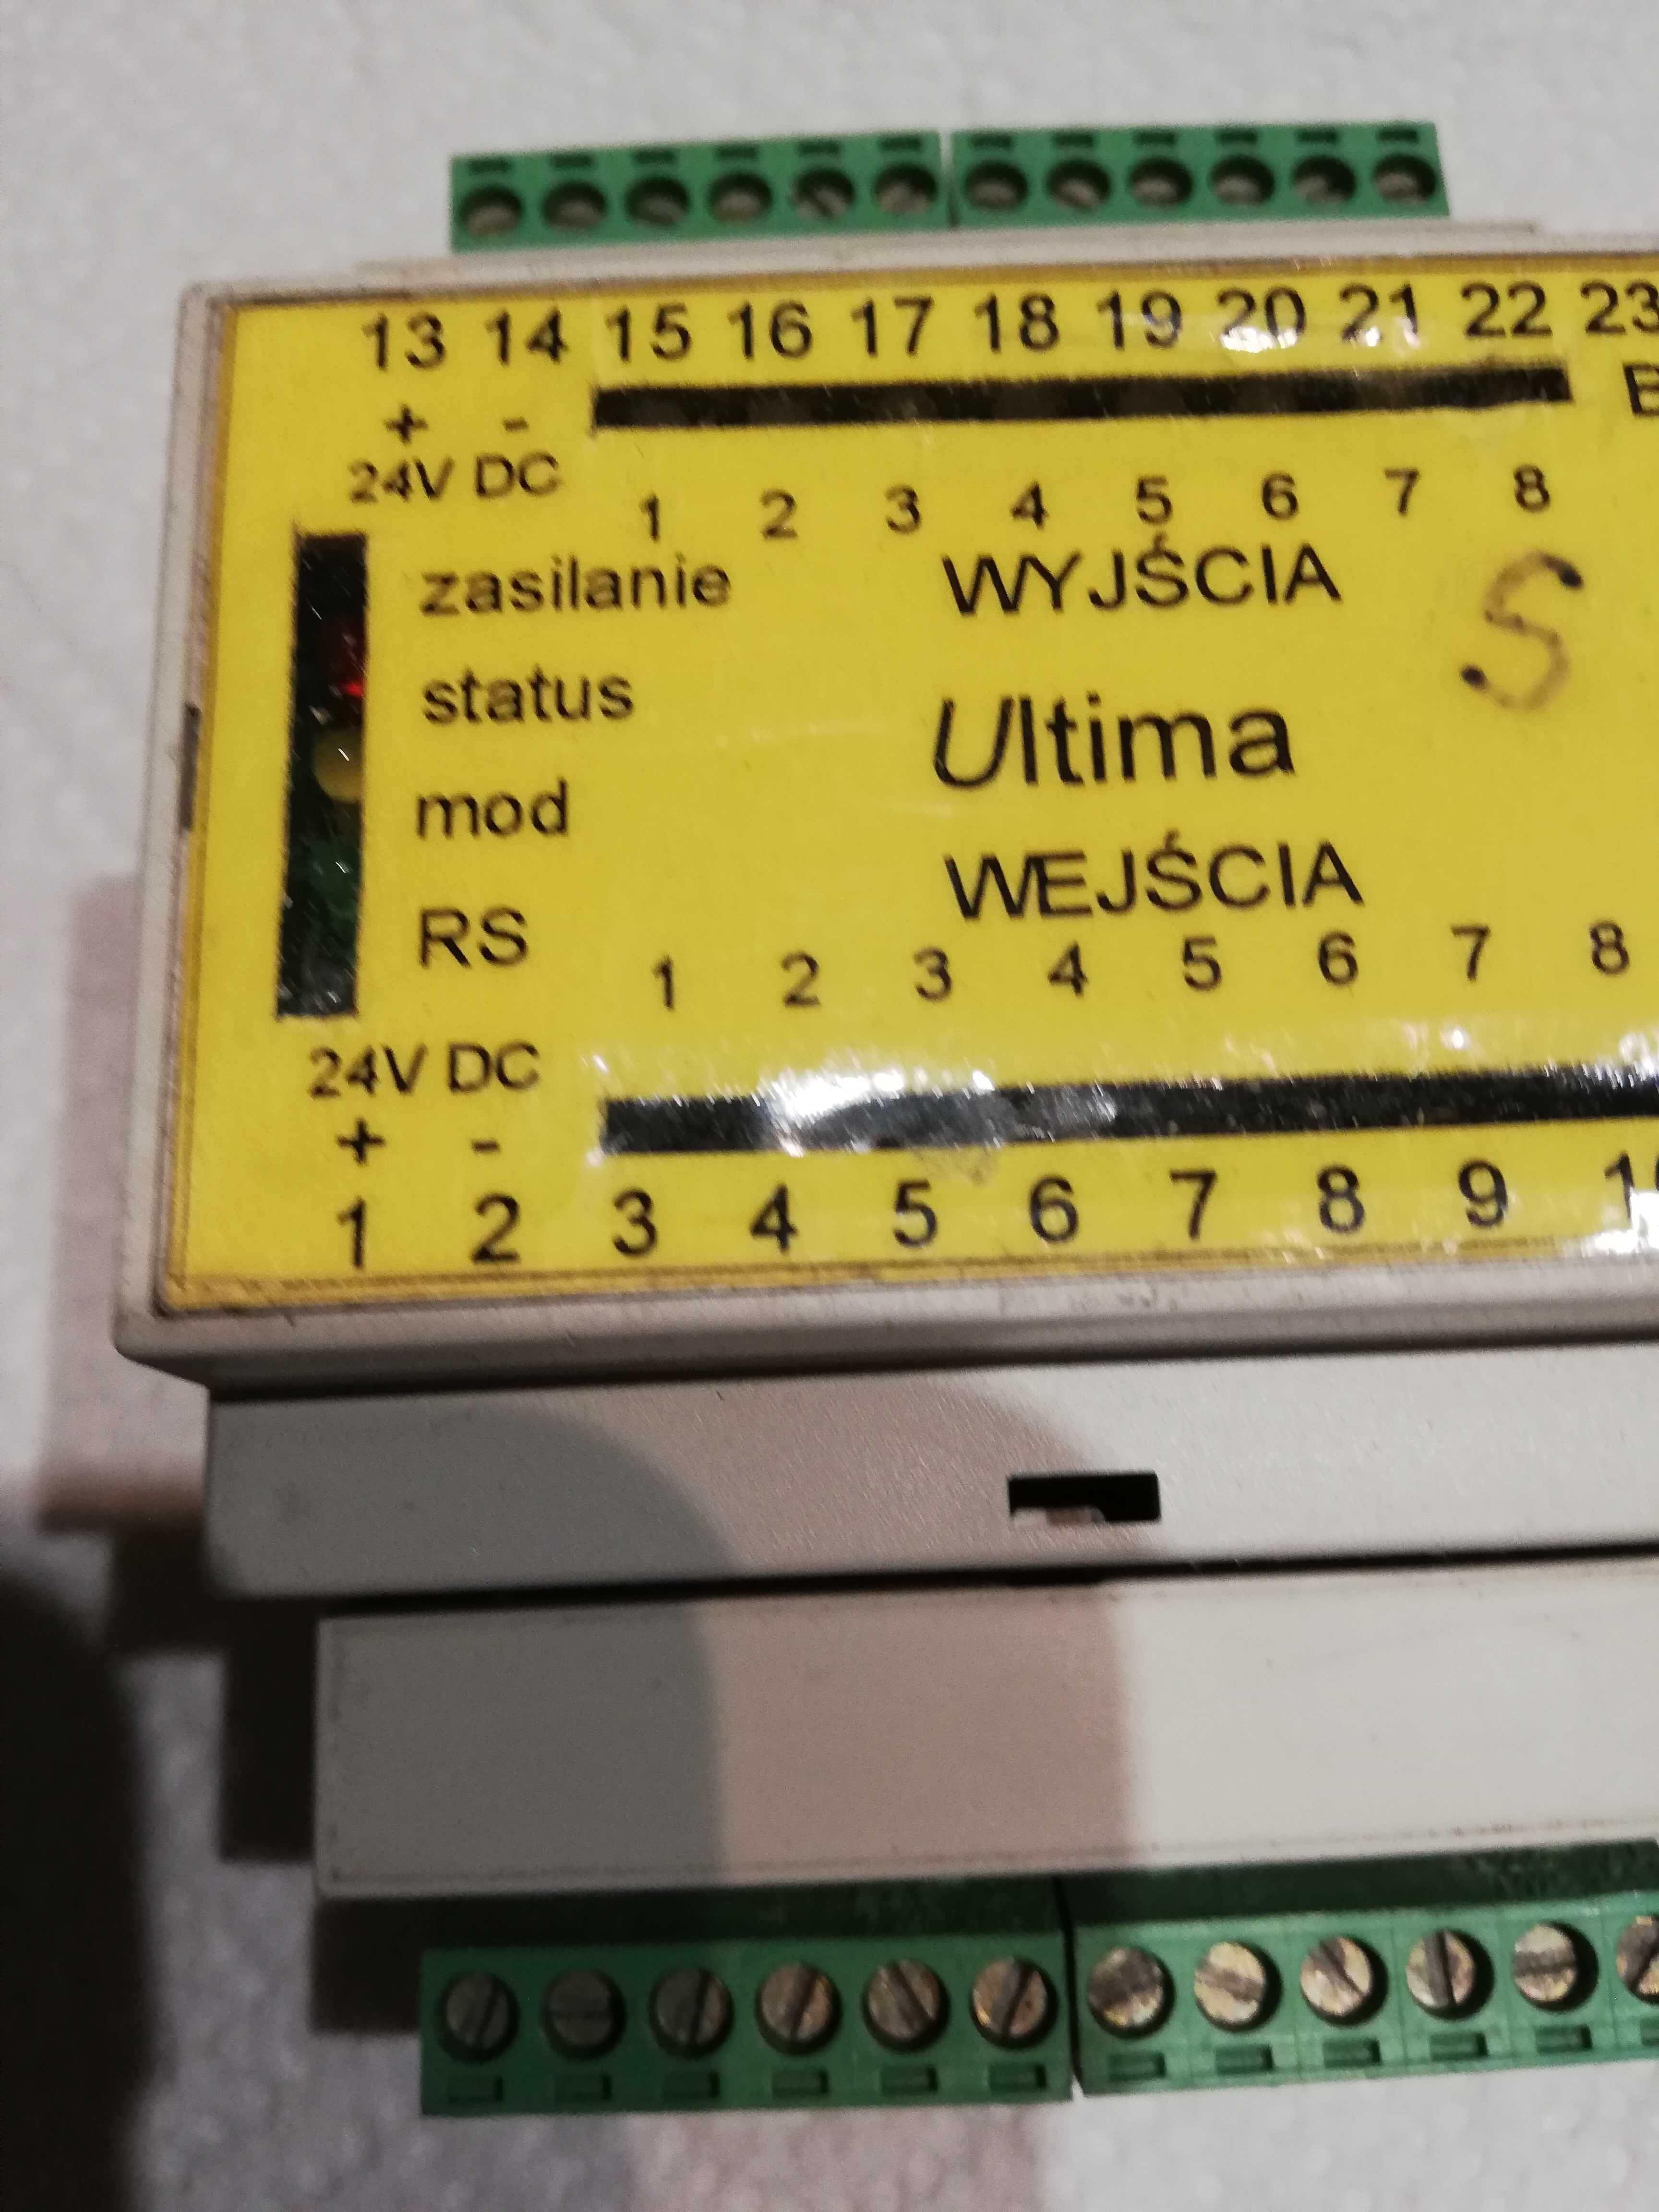 13 14 15 16 17 18 19 20 21 22 23
+ -
24V DC
1 2 3 4 5 6 7 8
zasilanie
WYJŚCIA
S
status
Ultima
mod
WEJŚCIA
RS
1 2 3 4 5 6 7 8
24V DC
+ -
1 2 3 4 5 6 7 8 9